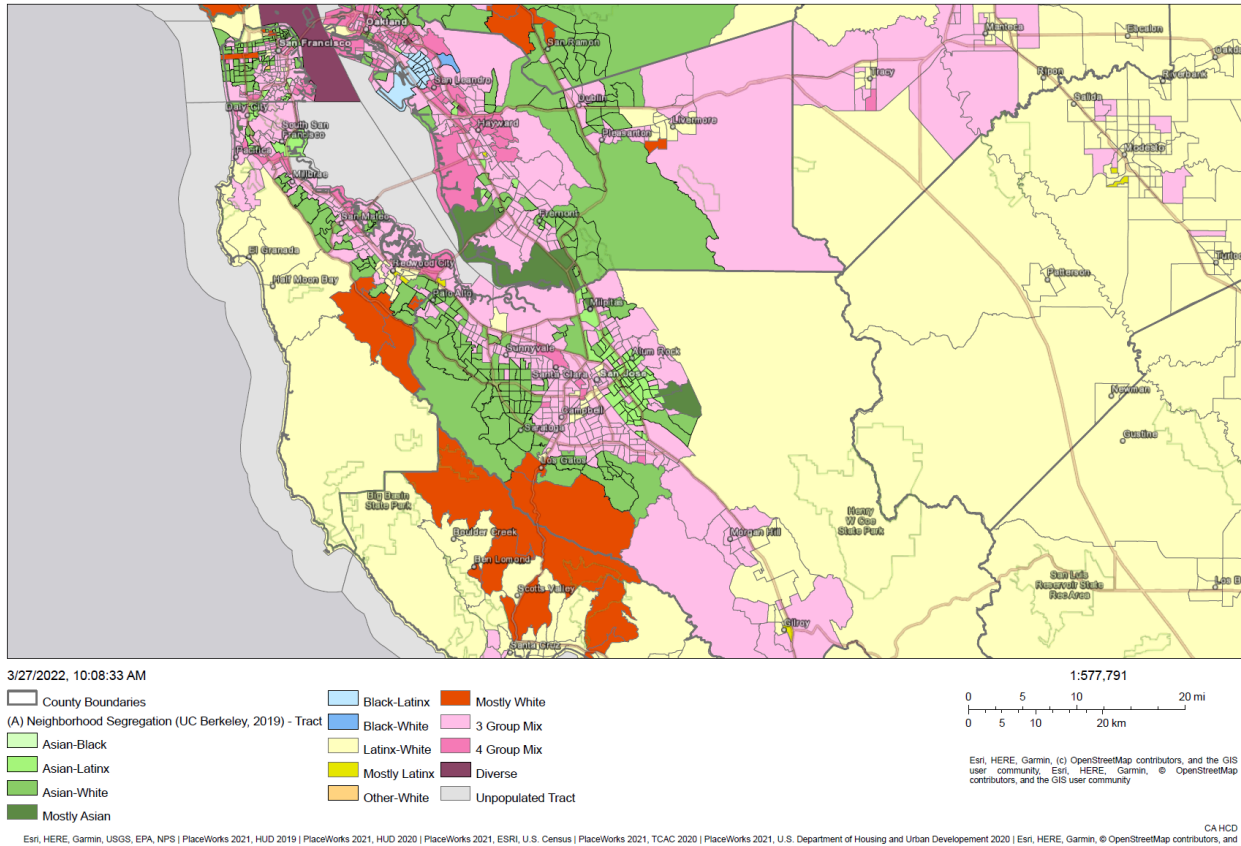 Oakland
San Francisco
San Ramon
Manteca
Escalon
Oakd
San Leandro
Tracy
Ripon
Riverbank
Daly City
Dublin
Salida
South San
Francisco
Hayward
Pleasanton
Livermore
Modesto
Pacifica
Millbrae
San Mateo
Fremont
El Granada
Redwood City
Turloc
Half Moon Bay
Palo Alto
Patterson
Milpitas
Sunnyvale
Alum Rock
Santa Clara
San Jose
Newman
Campbell
Saratoga
Gustine
Los Gatos
Big Basin
State Park
Henry
W Coe
State Park
Boulder Creek
Morgan Hill
Ben Lomond
San Luis
Reservoir State
Rec Area
Los B
Scotts Valley
Gilroy
Santa Cruz
3/27/2022, 10:08:33 AM
1:577,791
County Boundaries
(A) Neighborhood Segregation (UC Berkeley, 2019) - Tract
Asian-Black
Asian-Latinx
Asian-White
Mostly Asian
Black-Latinx
Black-White
Latinx-White
Mostly Latinx
Other-White
Mostly White
3 Group Mix
4 Group Mix
Diverse
Unpopulated Tract
0 5 10 20 mi
0 5 10 20 km
Esri, HERE, Garmin, (c) OpenStreetMap contributors, and the GIS
user community, Esri, HERE, Garmin, © OpenStreetMap
contributors, and the GIS user community
CA HCD
Esri, HERE, Garmin, USGS, EPA, NPS | PlaceWorks 2021, HUD 2019 | PlaceWorks 2021, HUD 2020 | PlaceWorks 2021, ESRI, U.S. Census | PlaceWorks 2021, TCAC 2020 | PlaceWorks 2021, U.S. Department of Housing and Urban Developement 2020 | Esri, HERE, Garmin, © OpenStreetMap contributors, and